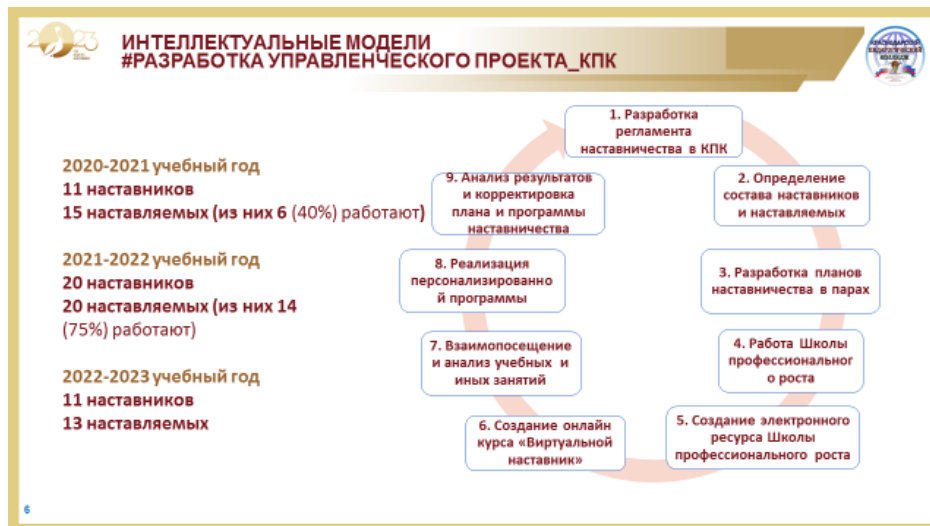 2023
ИНТЕЛЛЕКТУАЛЬНЫЕ МОДЕЛИ
#РАЗРАБОТКА УПРАВЛЕНЧЕСКОГО ПРОЕКТА_КПК
КРАСНОДАРСКИЙ
ПЕДАГОГИЧЕСКИЙ
КОЛЛЕДЖ
2020-2021 учебный год
11 наставников
15 наставляемых (из них 6 (40%) работают)
2021-2022 учебный год
20 наставников
20 наставляемых (из них 14
(75%) работают)
2022-2023 учебный год
11 наставников
13 наставляемых
1. Разработка
регламента
наставничества в КПК
2. Определение
состава наставников
и наставляемых
3. Разработка планов
наставничества в парах
4. Работа Школы
профессиональног
о роста
5. Создание электронного
ресурса Школы
профессионального роста
6. Создание онлайн
курса «Виртуальной
наставник»
7. Взаимопосещение
и анализ учебных и
иных занятий
8. Реализация
персонализированно
й программы
9. Анализ результатов
и корректировка
плана и программы
наставничества
6